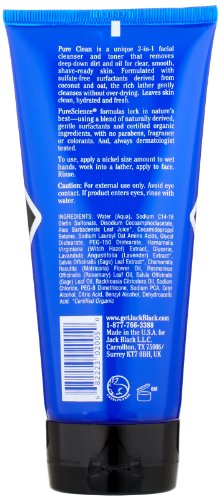 Pure Clean is a unique 2-in-1 facial
cleanser and toner that removes
deep-down dirt and oil for clear, smooth,
shave-ready skin. Formulated with
sulfate-free surfactants derived from
coconut and oat, the rich lather gently
cleanses without over-drying. Leaves skin
clean, hydrated and fresh.
PureScience® formulas lock in nature's
best—using a blend of naturally derived,
gentle surfactants and certified organic
ingredients, with no parabens, fragrance
or colorants. And, always dermatologist
tested.
To use, apply a nickel size amount to wet
hands, work into a lather, apply to face.
Rinse.
Caution: For external use only. Avoid eye
contact. If product enters eyes, rinse with
water.
INGREDIENTS: Water (Aqua), Sodium C14-16
Olefin Sulfonate, Disodium Cocoamphodiacetate,
Aloe Barbadensis Leaf Juice*, Cocamidopropyl
Betaine, Sodium Lauroyl Oat Amino Acids, Glycol
Distearate, PEG-150 Distearate, Hamamelis
Virginiana (Witch Hazel) Extract, Glycerin,
Lavandula Angustifolia (Lavender) Extract*,
Salvia Officinalis (Sage) Leaf Extract*, Chamomilla
Recutita (Matricaria) Flower Oil, Rosmarinus
Officinalis (Rosemary) Leaf Oil, Salvia Officinalis
(Sage) Oil, Backhousia Citriodora Oil, Sodium
Chloride, PEG-8 Dimethicone, Sodium PCA, Cetyl
Alcohol, Citric Acid, Benzyl Alcohol, Dehydroacetic
Acid *Certified Organic
www.getJackBlack.com
1-877-766-3388
Made in the U.S.A. for
Jack Black L.L.C.
Carrollton, TX 75006/
Surrey KT7 0BH, UK
6 82223 02005 0
6M